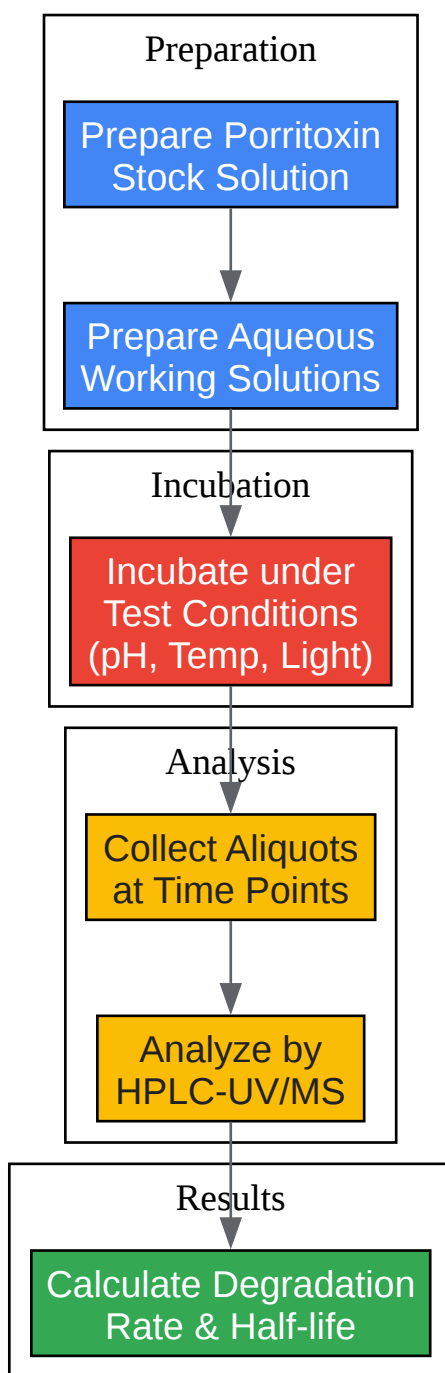 Preparation
Prepare Porritoxin
Stock Solution
Prepare Aqueous
Working Solutions
Incubation
Incubate under
Test Conditions
(pH, Temp, Light)
Analysis
Collect Aliquots
at Time Points
Analyze by
HPLC-UV/MS
Results
Calculate Degradation
Rate & Half-life